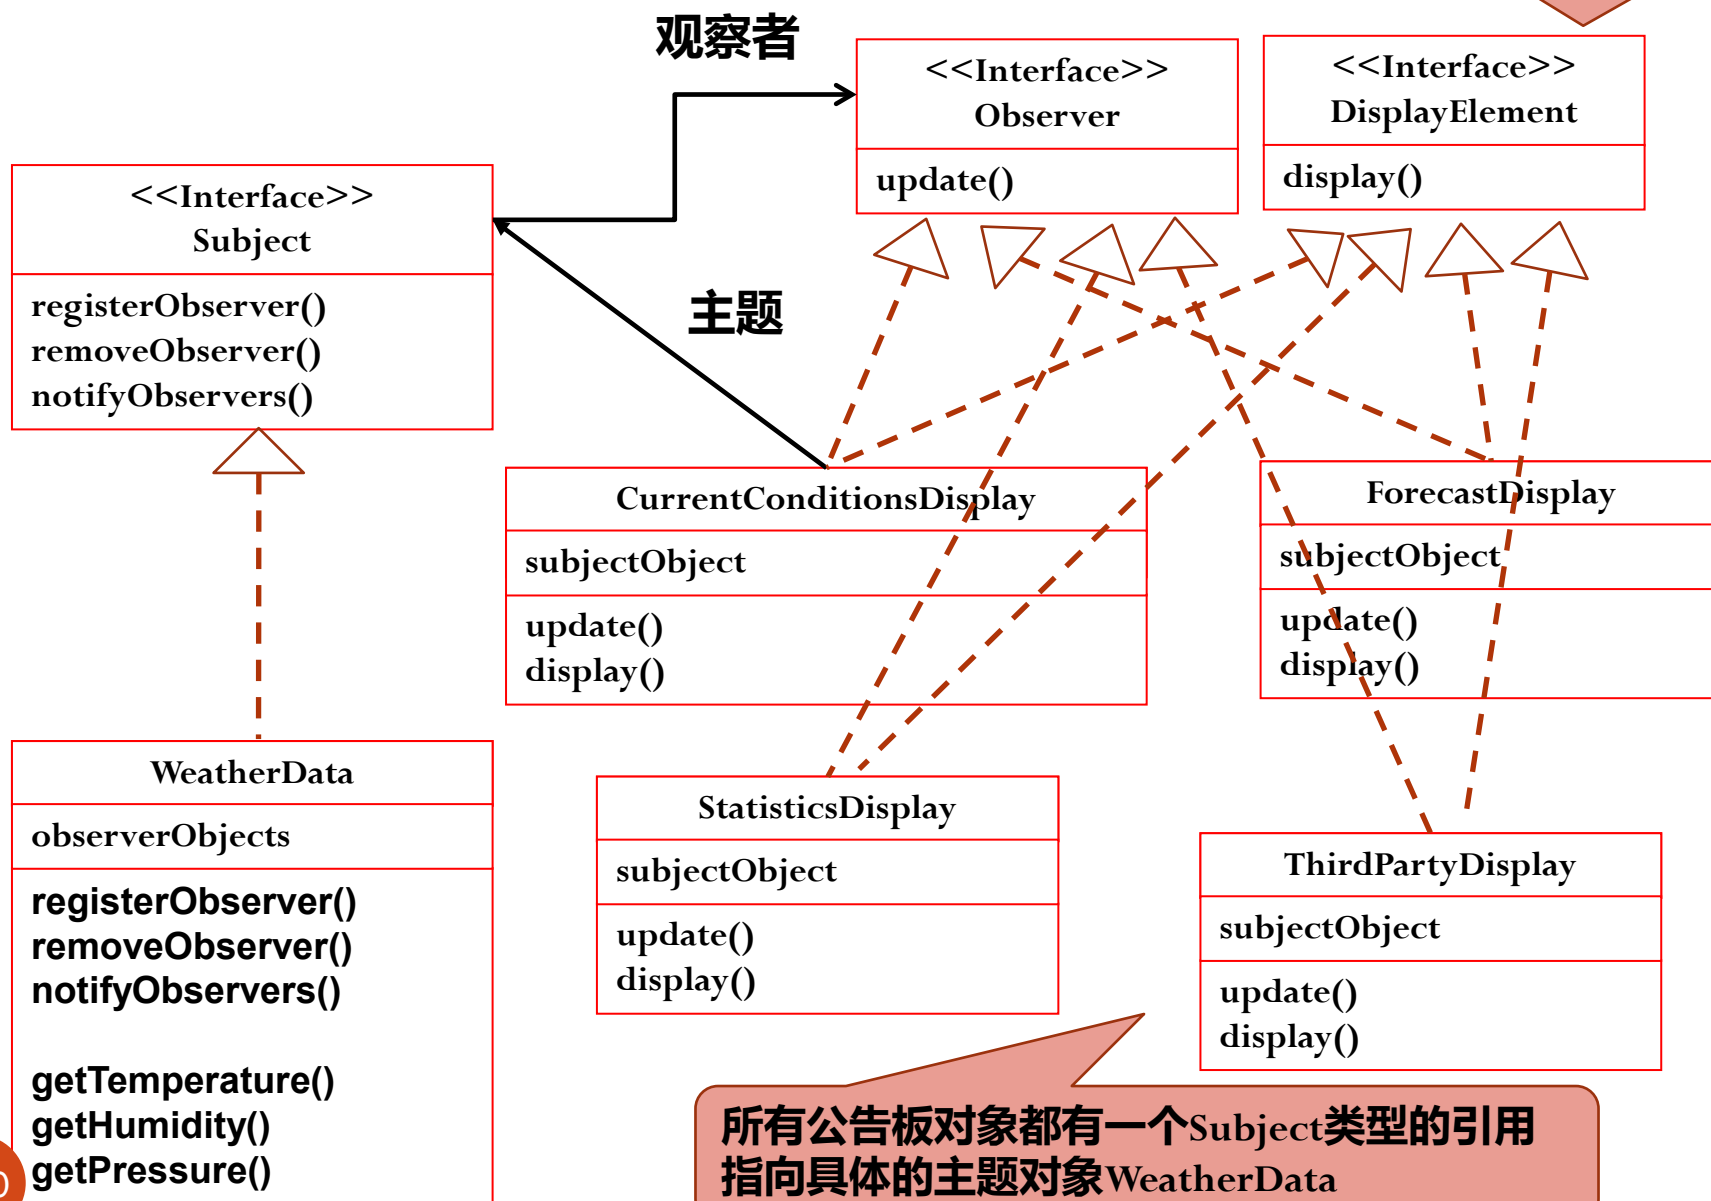 观察者
<<Interface>>
Observer
update()
<<Interface>>
DisplayElement
display()
<<Interface>>
Subject
registerObserver()
removeObserver()
notifyObservers()
主题
CurrentConditionsDisplay
subjectObject
update()
display()
ForecastDisplay
subjectObject
update()
display()
WeatherData
observerObjects
registerObserver()
removeObserver()
notifyObservers()
getTemperature()
getHumidity()
getPressure()
StatisticsDisplay
subjectObject
update()
display()
ThirdPartyDisplay
subjectObject
update()
display()
所有公告板对象都有一个Subject类型的引用
指向具体的主题对象WeatherData